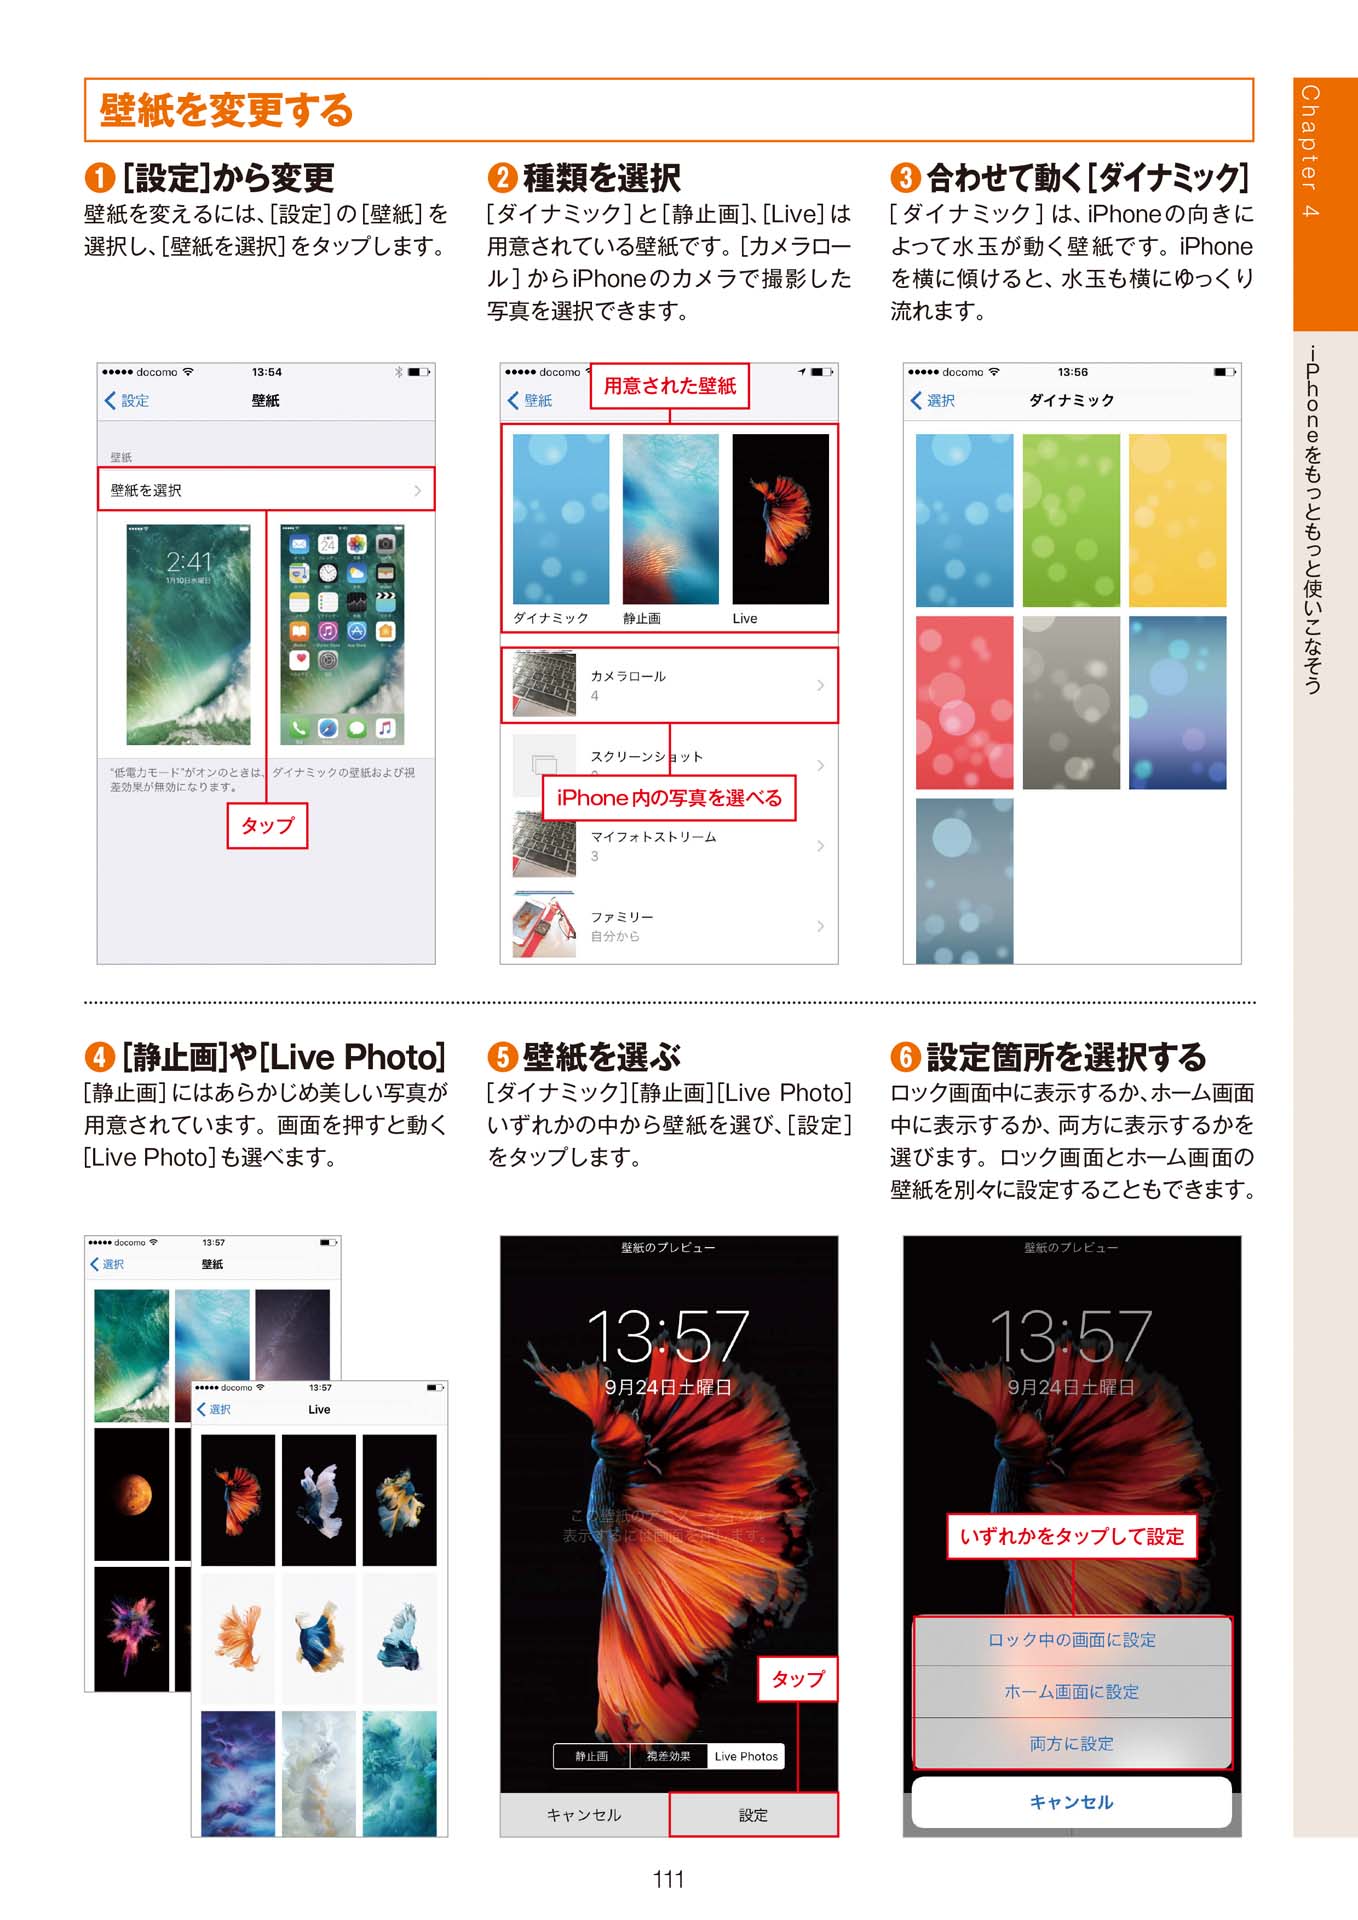 壁紙を変更する
Chapter 4
iPhoneをもっともっと使いこなそう
❶[設定]から変更
壁紙を変えるには、[設定]の[壁紙]を
選択し、[壁紙を選択]をタップします。
●●●●● docomo 13:54
設定 壁紙
壁紙
壁紙を選択
2:41
1月10日水曜日
"低電力モード"がオンのときは、ダイナミックの壁紙および視
差効果が無効になります。
タップ
❷種類を選択
[ダイナミック]と[静止画]、[Live]は
用意されている壁紙です。[カメラロー
ル]からiPhoneのカメラで撮影した
写真を選択できます。
●●●●● docomo
用意された壁紙
壁紙
ダイナミック 静止画 Live
カメラロール
4
スクリーンショット
iPhone内の写真を選べる
マイフォトストリーム
3
ファミリー
自分から
❸合わせて動く[ダイナミック]
[ダイナミック]は、iPhoneの向きに
よって水玉が動く壁紙です。iPhone
を横に傾けると、水玉も横にゆっくり
流れます。
●●●●● docomo 13:56
選択 ダイナミック
❹[静止画]や[Live Photo]
[静止画]にはあらかじめ美しい写真が
用意されています。画面を押すと動く
[Live Photo]も選べます。
●●●●● docomo 13:57
選択 壁紙
●●●●● docomo 13:57
選択 Live
❺壁紙を選ぶ
[ダイナミック][静止画][Live Photo]
いずれかの中から壁紙を選び、[設定]
をタップします。
壁紙のプレビュー
13:57
9月24日土曜日
表示するには画面を押します。
タップ
静止画 視差効果 Live Photos
キャンセル 設定
❻設定箇所を選択する
ロック画面中に表示するか、ホーム画面
中に表示するか、両方に表示するかを
選びます。ロック画面とホーム画面の
壁紙を別々に設定することもできます。
壁紙のプレビュー
13:57
9月24日土曜日
いずれかをタップして設定
ロック中の画面に設定
ホーム画面に設定
両方に設定
キャンセル
111